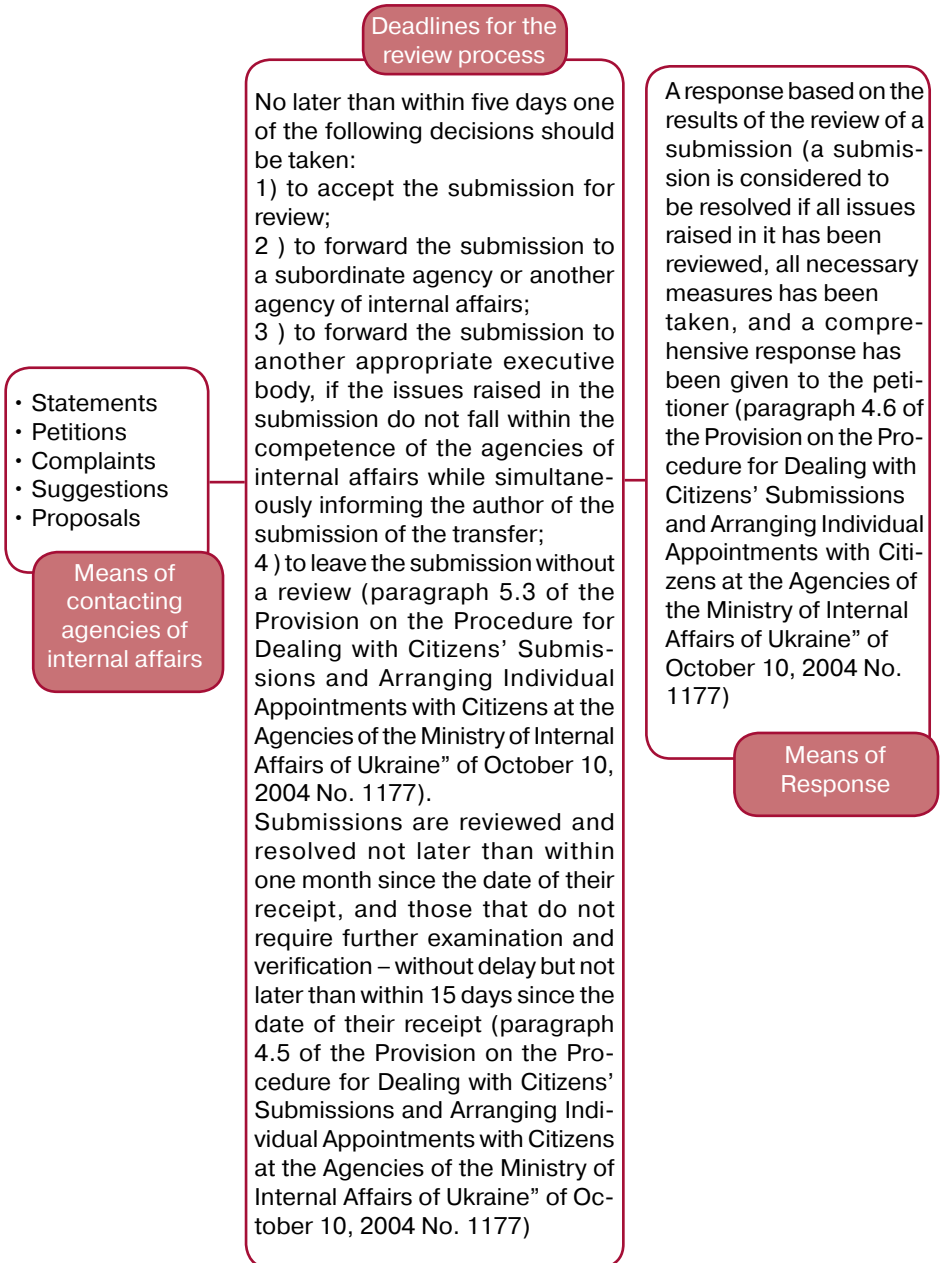 Deadlines for the
review process
No later than within five days one
of the following decisions should
be taken:
1) to accept the submission for
review;
2 ) to forward the submission to
a subordinate agency or another
agency of internal affairs;
3 ) to forward the submission to
another appropriate executive
body, if the issues raised in the
submission do not fall within the
competence of the agencies of
internal affairs while simultane-
ously informing the author of the
submission of the transfer;
4 ) to leave the submission without
a review (paragraph 5.3 of the
Provision on the Procedure for
Dealing with Citizens’ Submis-
sions and Arranging Individual
Appointments with Citizens at the
Agencies of the Ministry of Internal
Affairs of Ukraine” of October 10,
2004 No. 1177).
Submissions are reviewed and
resolved not later than within
one month since the date of their
receipt, and those that do not
require further examination and
verification – without delay but not
later than within 15 days since the
date of their receipt (paragraph
4.5 of the Provision on the Pro-
cedure for Dealing with Citizens’
Submissions and Arranging Indi-
vidual Appointments with Citizens
at the Agencies of the Ministry of
Internal Affairs of Ukraine” of Oc-
tober 10, 2004 No. 1177)
• Statements
• Petitions
• Complaints
• Suggestions
• Proposals
Means of
contacting
agencies of
internal affairs
A response based on the
results of the review of a
submission (a submis-
sion is considered to
be resolved if all issues
raised in it has been
reviewed, all necessary
measures has been
taken, and a compre-
hensive response has
been given to the peti-
tioner (paragraph 4.6 of
the Provision on the Pro-
cedure for Dealing with
Citizens’ Submissions
and Arranging Individual
Appointments with Citi-
zens at the Agencies of
the Ministry of Internal
Affairs of Ukraine” of
October 10, 2004 No.
1177)
Means of
Response